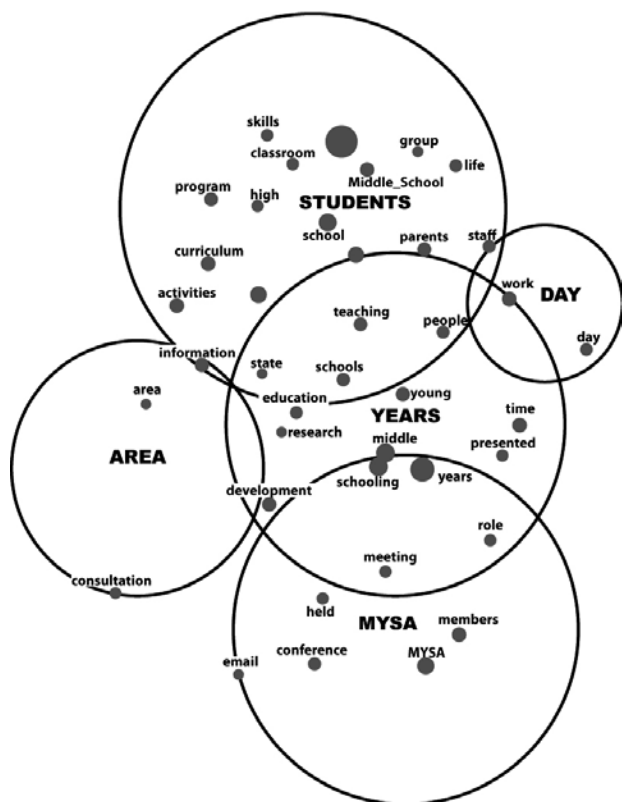 skills
group
classroom
life
Middle_School
program
high
STUDENTS
school
parents
staff
curriculum
work
DAY
activities
teaching
people
day
information
state
schools
area
education
young
YEARS
time
research
AREA
middle
presented
schooling
years
development
role
meeting
consultation
held
MYSA
members
conference
MYSA
email